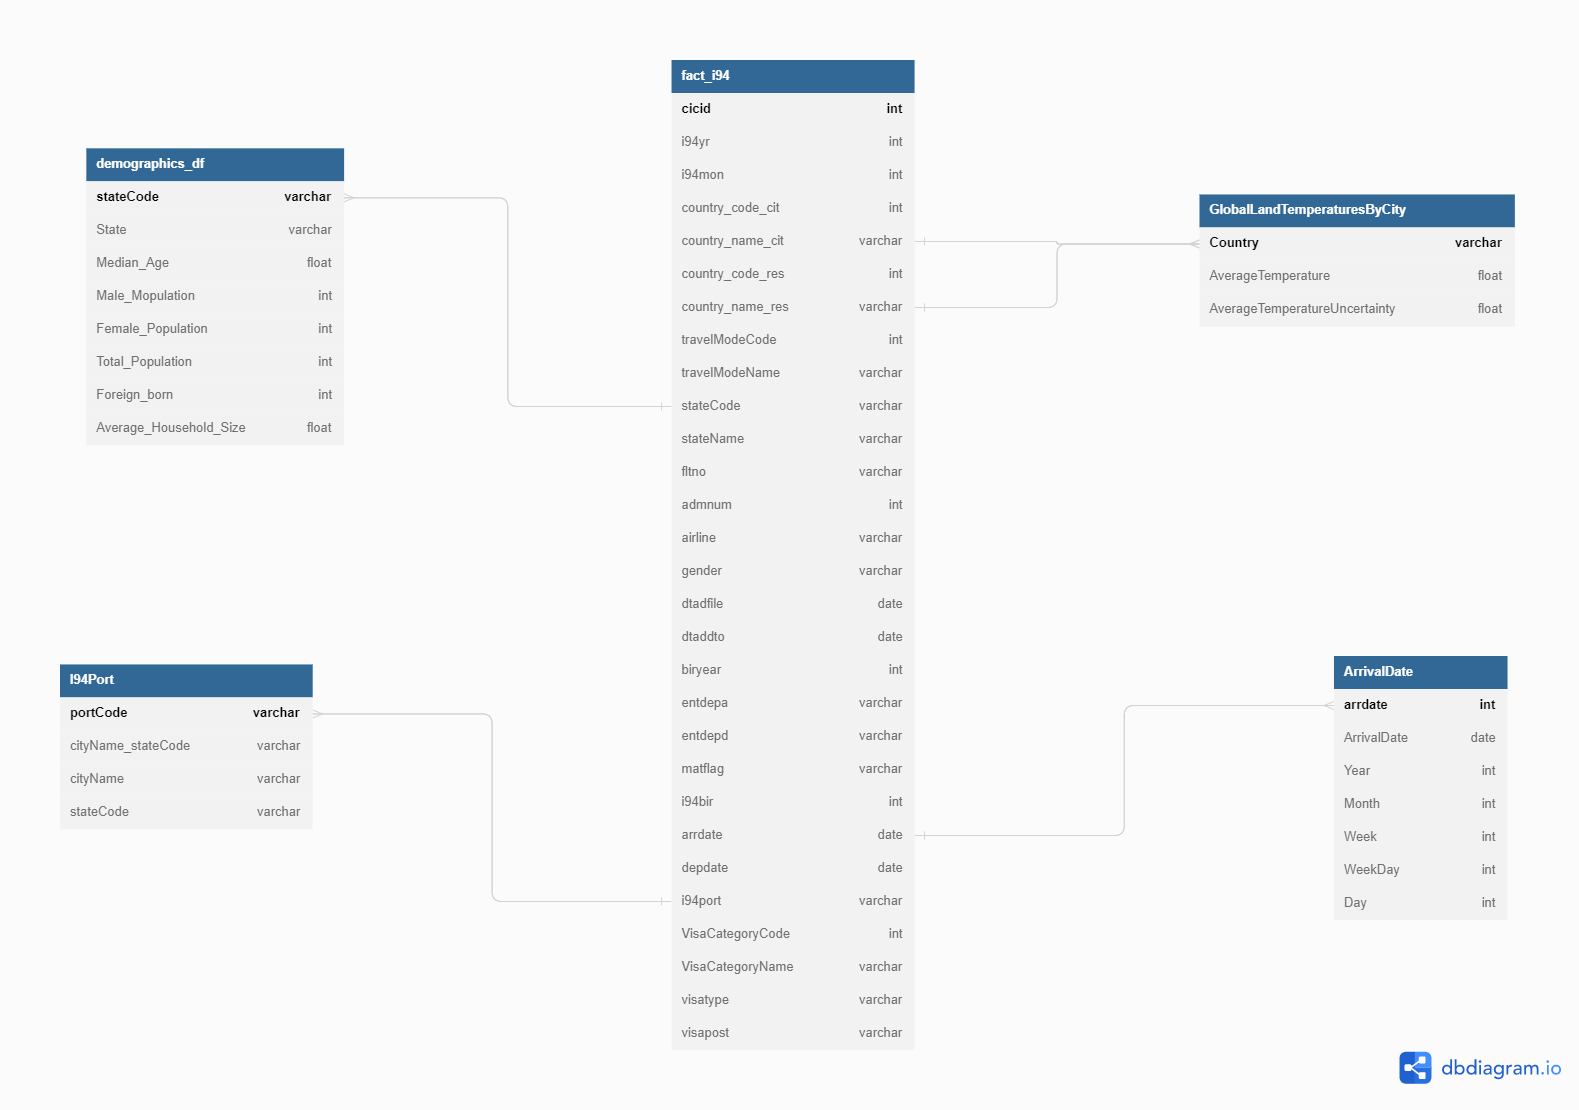 fact_i94
cicid int
i94yr int
i94mon int
country_code_cit int
country_name_cit varchar
country_code_res int
country_name_res varchar
travelModeCode int
travelModeName varchar
stateCode varchar
stateName varchar
fltno varchar
admnum int
airline varchar
gender varchar
dtadfile date
dtaddto date
biryear int
entdepa varchar
entdepd varchar
matflag varchar
i94bir int
arrdate date
depdate date
i94port varchar
VisaCategoryCode int
VisaCategoryName varchar
visatype varchar
visapost varchar
demographics_df
stateCode varchar
State varchar
Median_Age float
Male_Mopulation int
Female_Population int
Total_Population int
Foreign_born int
Average_Household_Size float
GlobalLandTemperaturesByCity
Country varchar
AverageTemperature float
AverageTemperatureUncertainty float
I94Port
portCode varchar
cityName_stateCode varchar
cityName varchar
stateCode varchar
ArrivalDate
arrdate int
ArrivalDate date
Year int
Month int
Week int
WeekDay int
Day int
dbdiagram.io